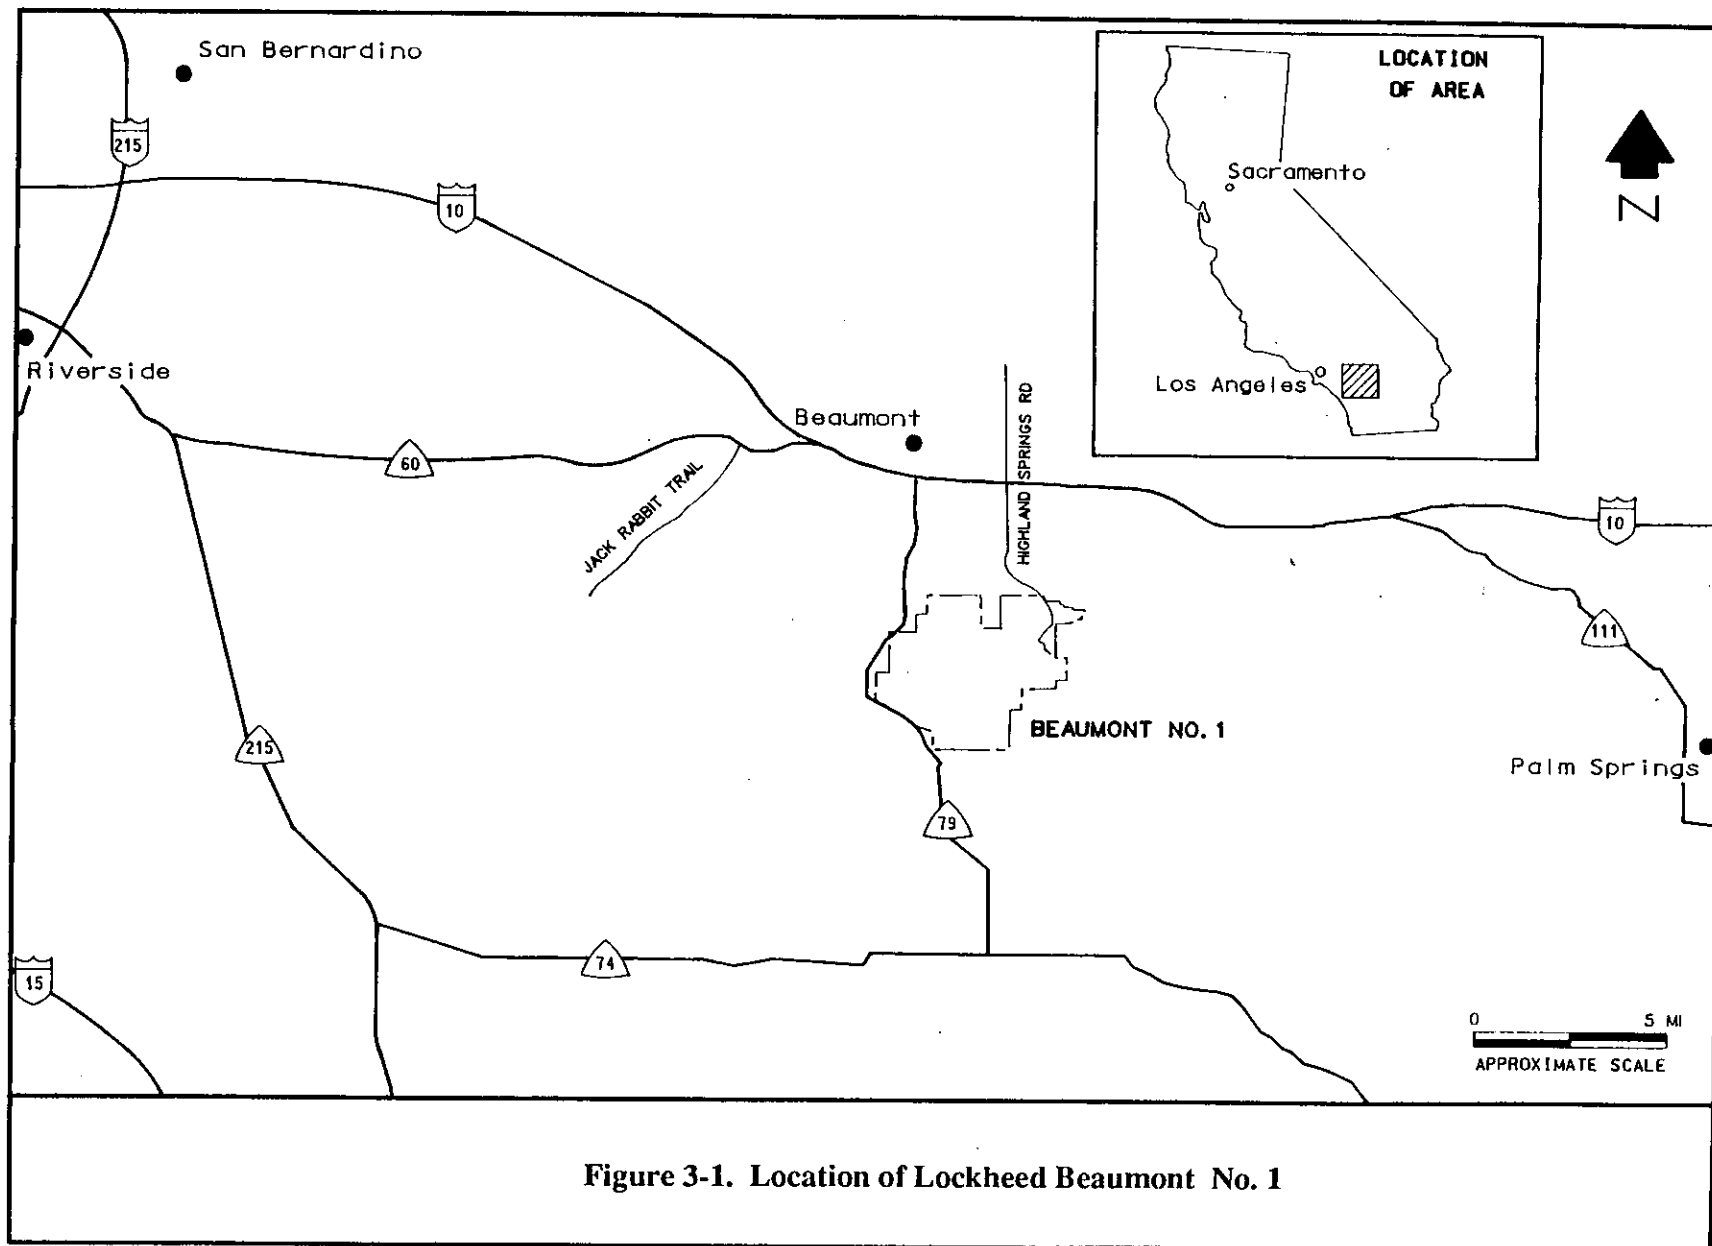 San Bernardino
LOCATION
OF AREA
215
Sacramento
10
N
Riverside
Los Angeles
Beaumont
HIGHLAND SPRINGS RD
60
JACK RABBIT TRAIL
10
111
BEAUMONT NO. 1
215
Palm Springs
79
74
15
0 5 MI
APPROXIMATE SCALE
Figure 3-1. Location of Lockheed Beaumont No. 1